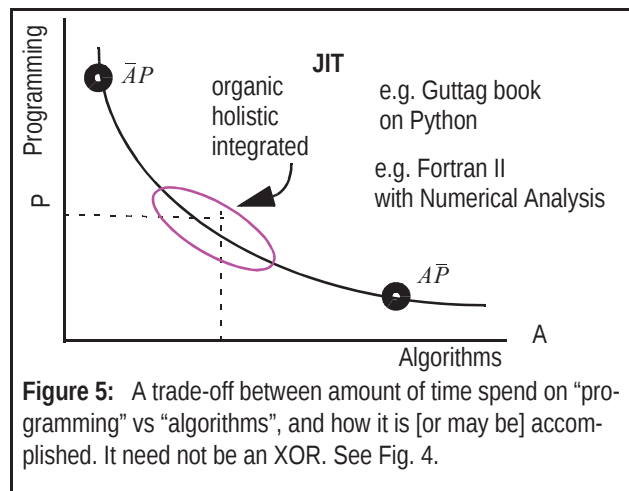 Programming
P
A̅P
organic
holistic
integrated
JIT
e.g. Guttag book
on Python
e.g. Fortran II
with Numerical Analysis
AP̅
A
Algorithms
Figure 5: A trade-off between amount of time spend on “pro-
gramming” vs “algorithms”, and how it is [or may be] accom-
plished. It need not be an XOR. See Fig. 4.